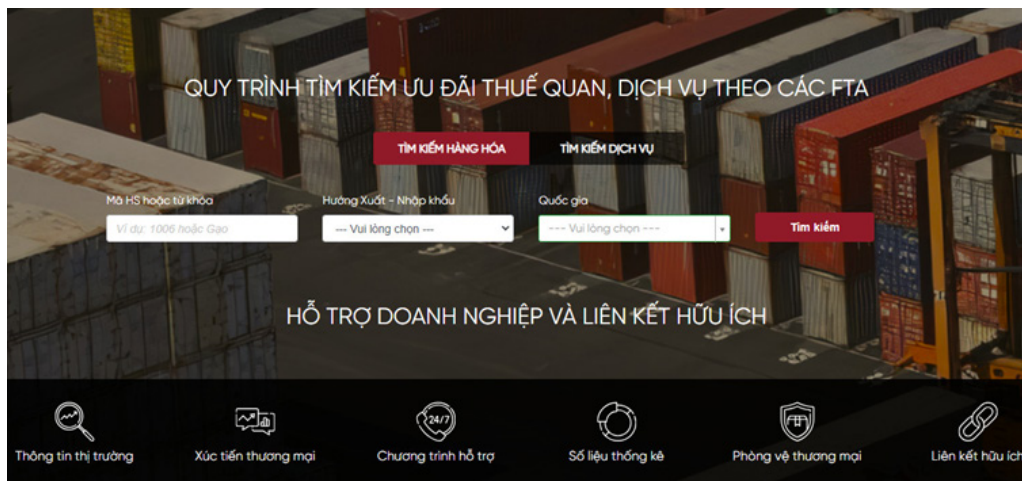 QUY TRÌNH TÌM KIẾM ƯU ĐÃI THUẾ QUAN, DỊCH VỤ THEO CÁC FTA
TÌM KIẾM HÀNG HÓA TÌM KIẾM DỊCH VỤ
Mã HS hoặc từ khóa Hướng Xuất - Nhập khẩu Quốc gia
Ví dụ: 1006 hoặc Gạo --- Vui lòng chọn --- --- Vui lòng chọn --- Tìm kiếm
HỖ TRỢ DOANH NGHIỆP VÀ LIÊN KẾT HỮU ÍCH
24/7
Thông tin thị trường Xúc tiến thương mại Chương trình hỗ trợ Số liệu thống kê Phòng vệ thương mại Liên kết hữu ích